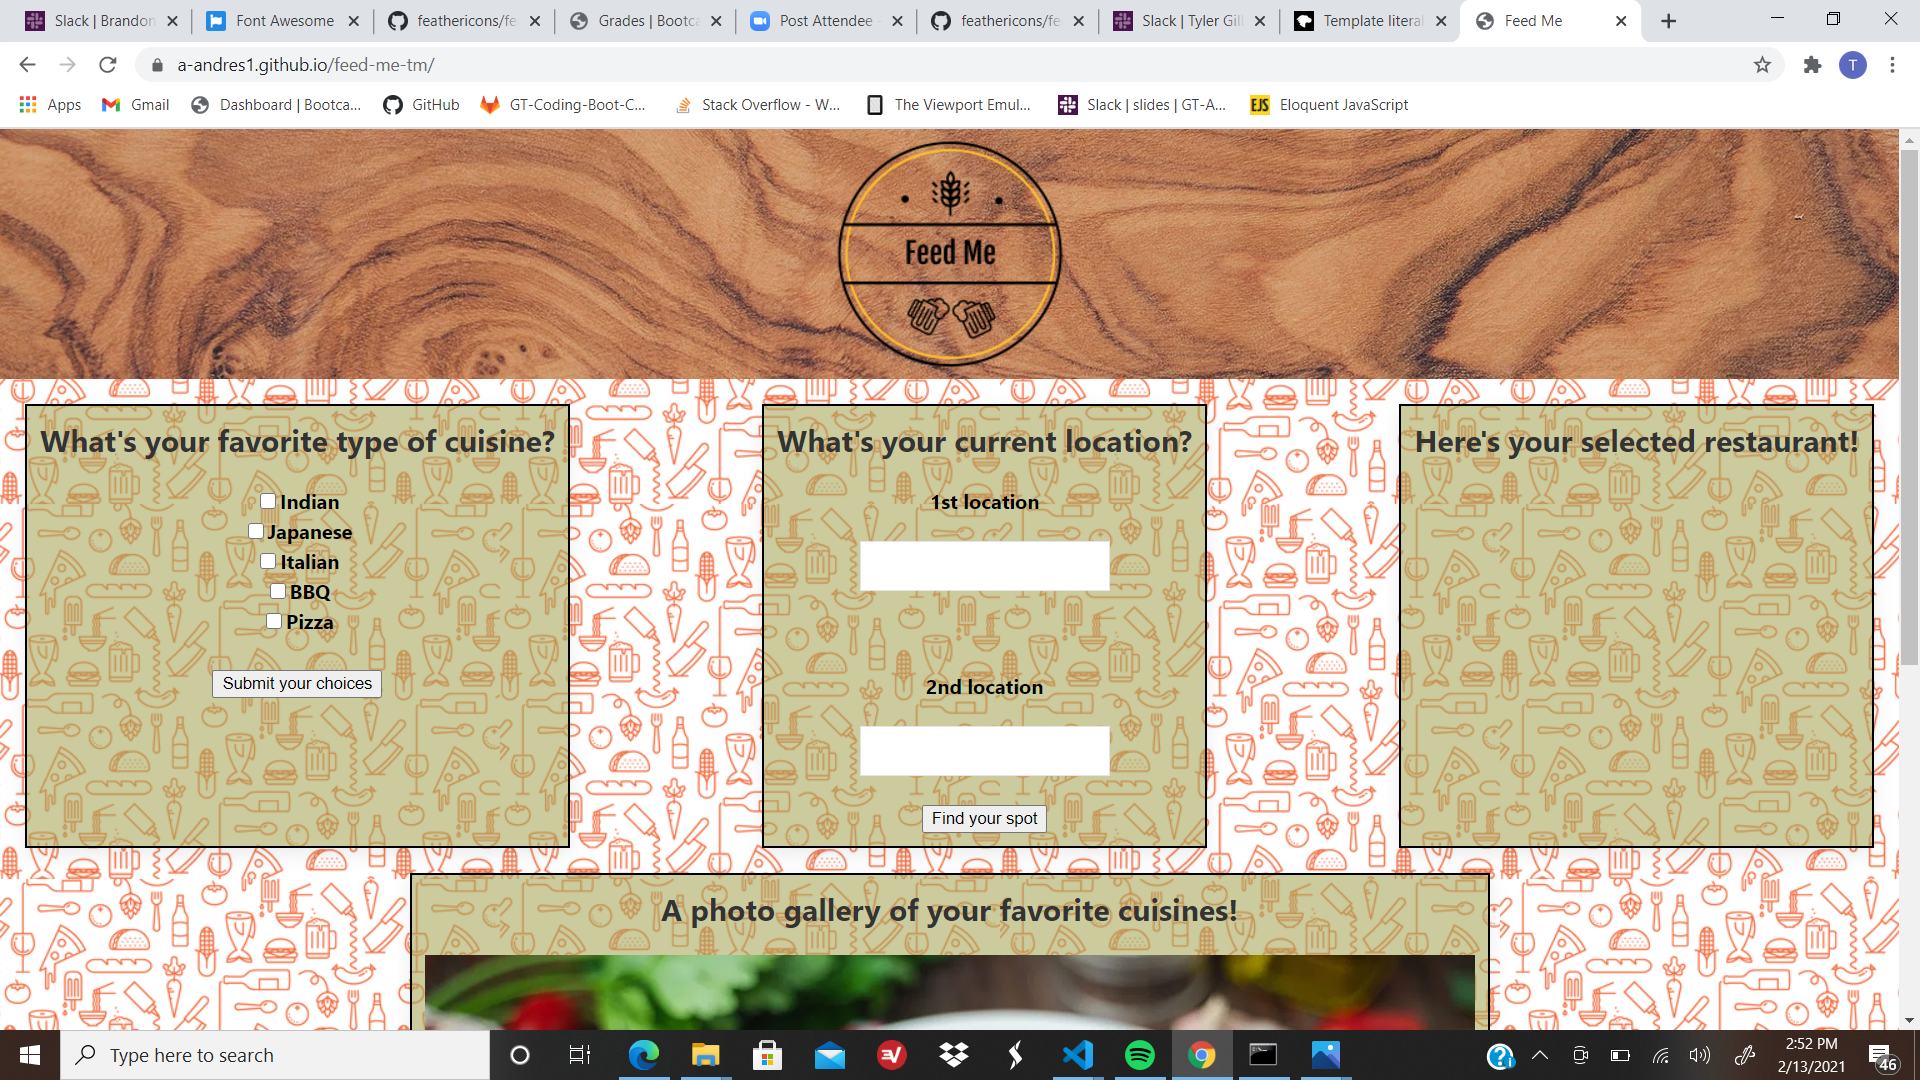 Slack | Brandon
Font Awesome
feathericons/fe
Grades | Bootca
Post Attendee -
feathericons/fe
Slack | Tyler Gill
Template literal
Feed Me
a-andres1.github.io/feed-me-tm/
T
Apps
Gmail
Dashboard | Bootca...
GitHub
GT-Coding-Boot-C...
Stack Overflow - W...
The Viewport Emul...
Slack | slides | GT-A...
EJS
Eloquent JavaScript
Feed Me
What's your favorite type of cuisine?
Indian
Japanese
Italian
BBQ
Pizza
Submit your choices
What's your current location?
1st location
2nd location
Find your spot
Here's your selected restaurant!
A photo gallery of your favorite cuisines!
Type here to search
2:52 PM
2/13/2021
46